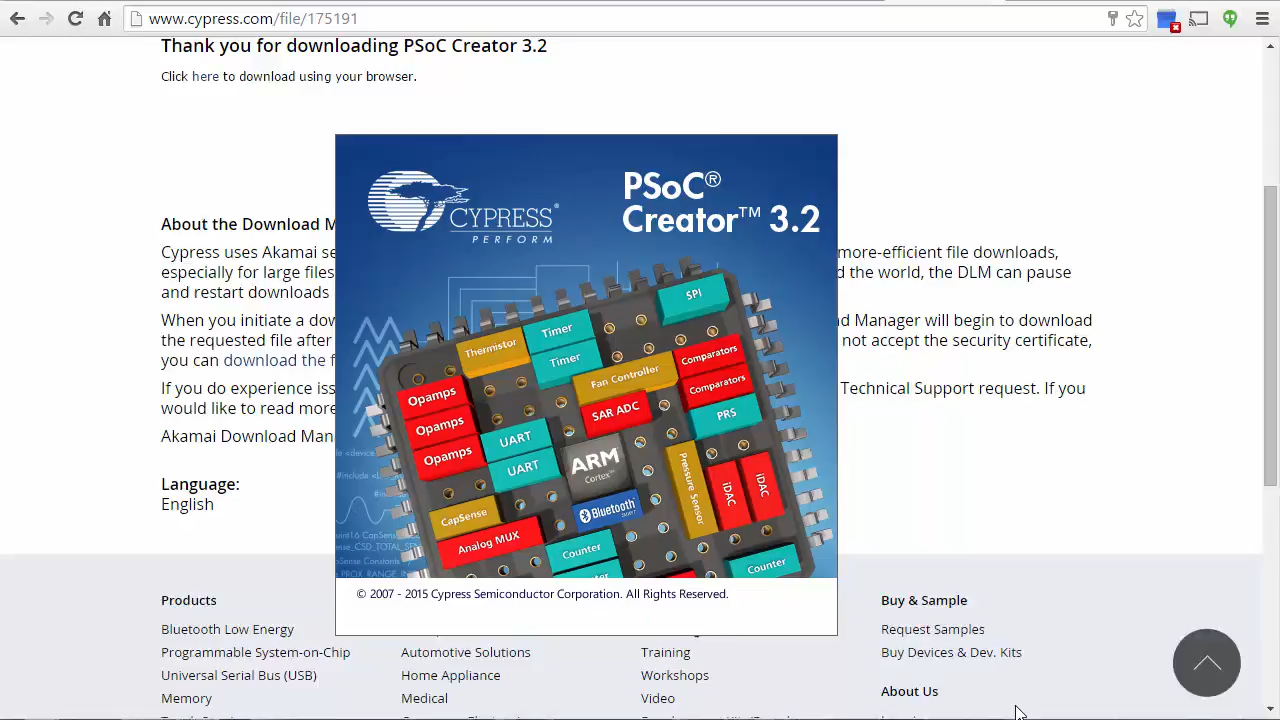 www.cypress.com/file/175191
Thank you for downloading PSoC Creator 3.2
Click here to download using your browser.
About the Download M
Cypress uses Akamai se
more-efficient file downloads,
especially for large files
d the world, the DLM can pause
and restart downloads
When you initiate a dow
ad Manager will begin to download
the requested file after
not accept the security certificate,
you can download the f
If you do experience iss
Technical Support request. If you
would like to read more
Akamai Download Man
Language:
English
CYPRESS®
PERFORM
PSoC®
Creator™ 3.2
SPI
Timer
Thermistor
Timer
Comparators
Fan Controller
Comparators
Opamps
SAR ADC
PRS
Opamps
UART
Opamps
UART
ARM
Cortex™
Pressure Sensor
iDAC
iDAC
Bluetooth
SMART
CapSense
Analog MUX
Counter
Counter
#include <L
© 2007 - 2015 Cypress Semiconductor Corporation. All Rights Reserved.
Products
Buy & Sample
Bluetooth Low Energy
Request Samples
Programmable System-on-Chip
Automotive Solutions
Training
Buy Devices & Dev. Kits
Universal Serial Bus (USB)
Home Appliance
Workshops
Memory
Medical
Video
About Us